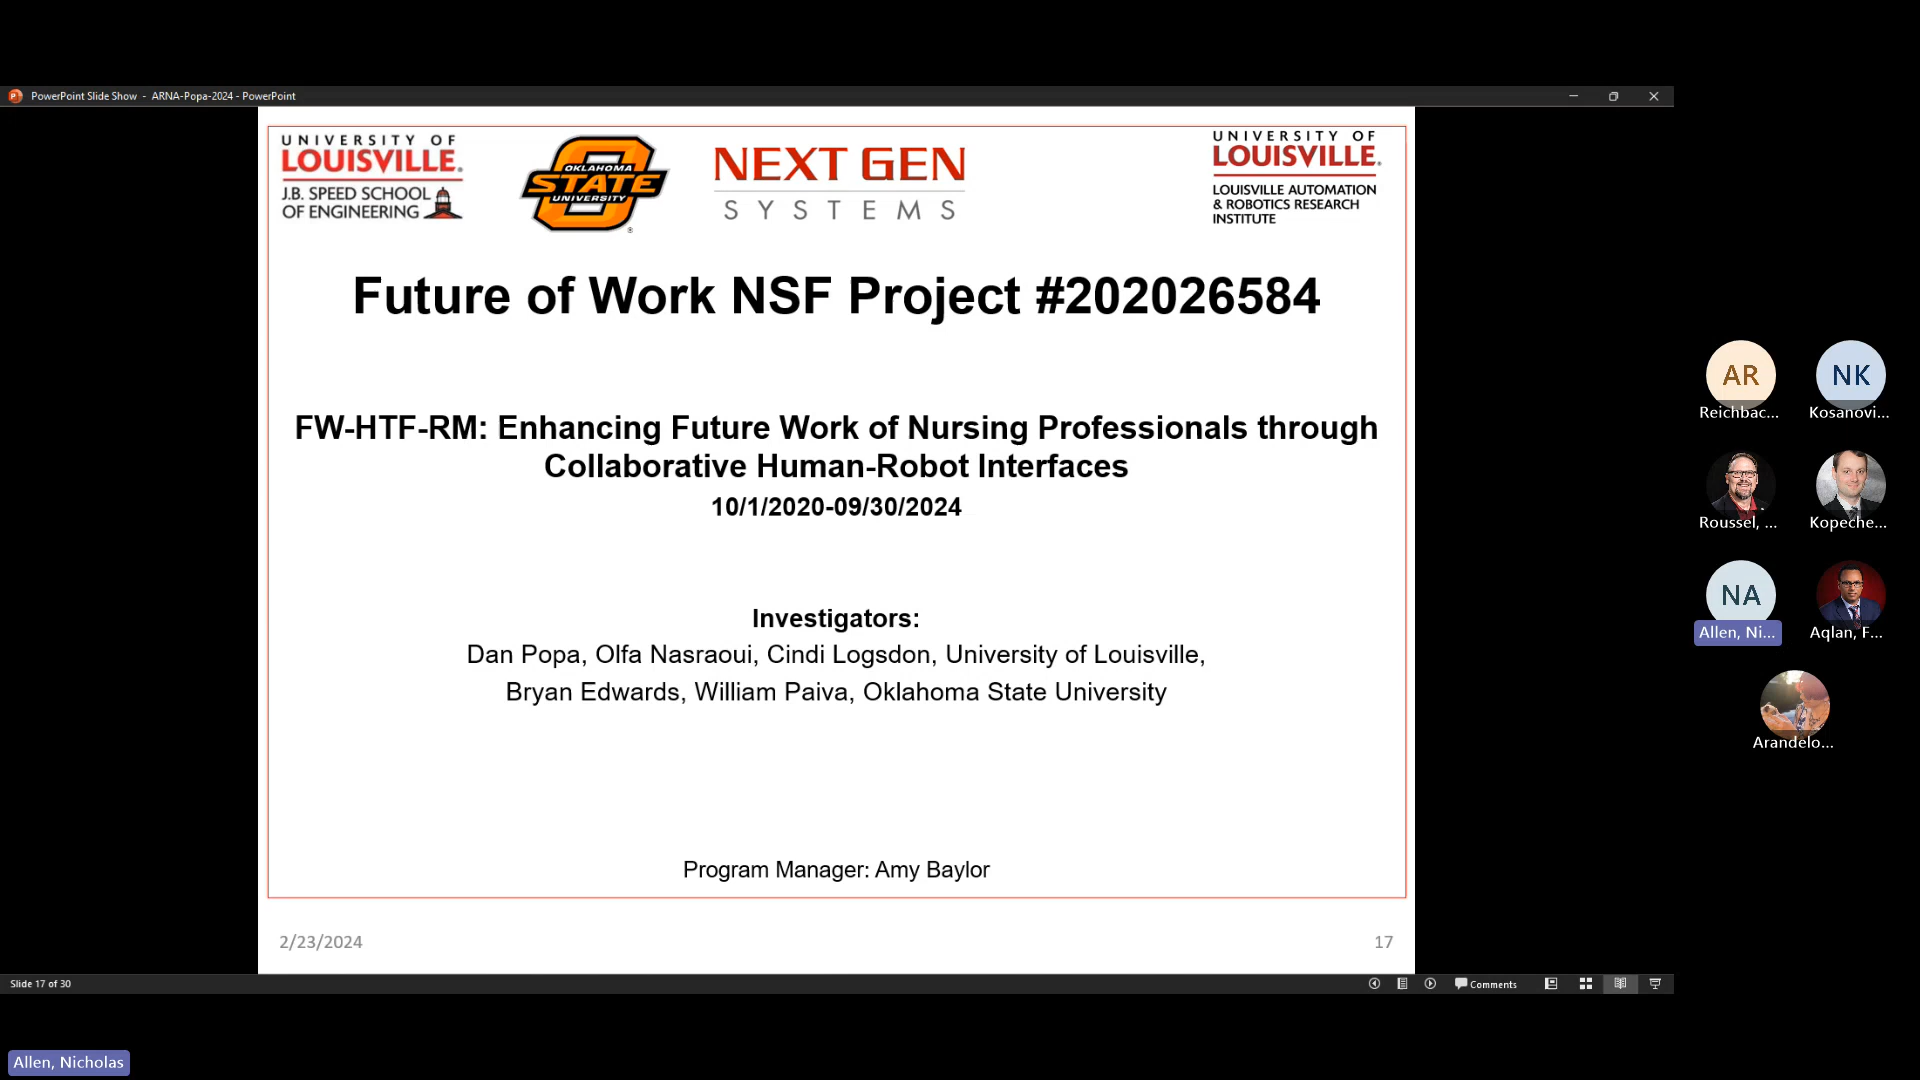 PowerPoint Slide Show - ARNA-Popa-2024 - PowerPoint
UNIVERSITY OF
LOUISVILLE.
J.B. SPEED SCHOOL
OF ENGINEERING
OKLAHOMA
STATE
UNIVERSITY
®
NEXT GEN
SYSTEMS
UNIVERSITY OF
LOUISVILLE.
LOUISVILLE AUTOMATION
& ROBOTICS RESEARCH
INSTITUTE
Future of Work NSF Project #202026584
FW-HTF-RM: Enhancing Future Work of Nursing Professionals through
Collaborative Human-Robot Interfaces
10/1/2020-09/30/2024
Investigators:
Dan Popa, Olfa Nasraoui, Cindi Logsdon, University of Louisville,
Bryan Edwards, William Paiva, Oklahoma State University
Program Manager: Amy Baylor
2/23/2024
17
Slide 17 of 30
Comments
AR
Reichbac...
NK
Kosanovi...
Roussel, ...
Kopeche...
NA
Allen, Ni...
Aqlan, F...
Arandelo...
Allen, Nicholas